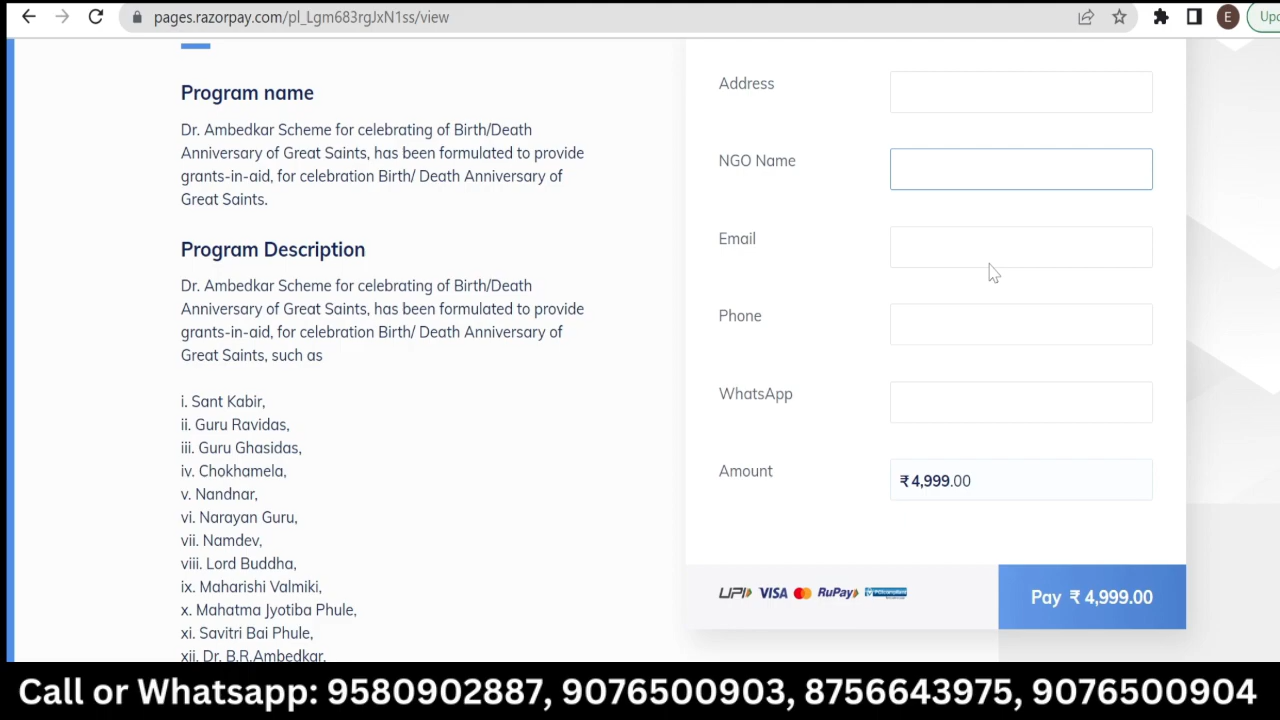 pages.razorpay.com/pl_Lgm683rgJxN1ss/view
E
Upd
Program name
Dr. Ambedkar Scheme for celebrating of Birth/Death
Anniversary of Great Saints, has been formulated to provide
grants-in-aid, for celebration Birth/ Death Anniversary of
Great Saints.
Program Description
Dr. Ambedkar Scheme for celebrating of Birth/Death
Anniversary of Great Saints, has been formulated to provide
grants-in-aid, for celebration Birth/ Death Anniversary of
Great Saints, such as
i. Sant Kabir,
ii. Guru Ravidas,
iii. Guru Ghasidas,
iv. Chokhamela,
v. Nandnar,
vi. Narayan Guru,
vii. Namdev,
viii. Lord Buddha,
ix. Maharishi Valmiki,
x. Mahatma Jyotiba Phule,
xi. Savitri Bai Phule,
xii. Dr. B.R.Ambedkar,
Address
NGO Name
Email
Phone
WhatsApp
Amount
₹4,999.00
UPI VISA RuPay
Pay ₹ 4,999.00
Call or Whatsapp: 9580902887, 9076500903, 8756643975, 9076500904